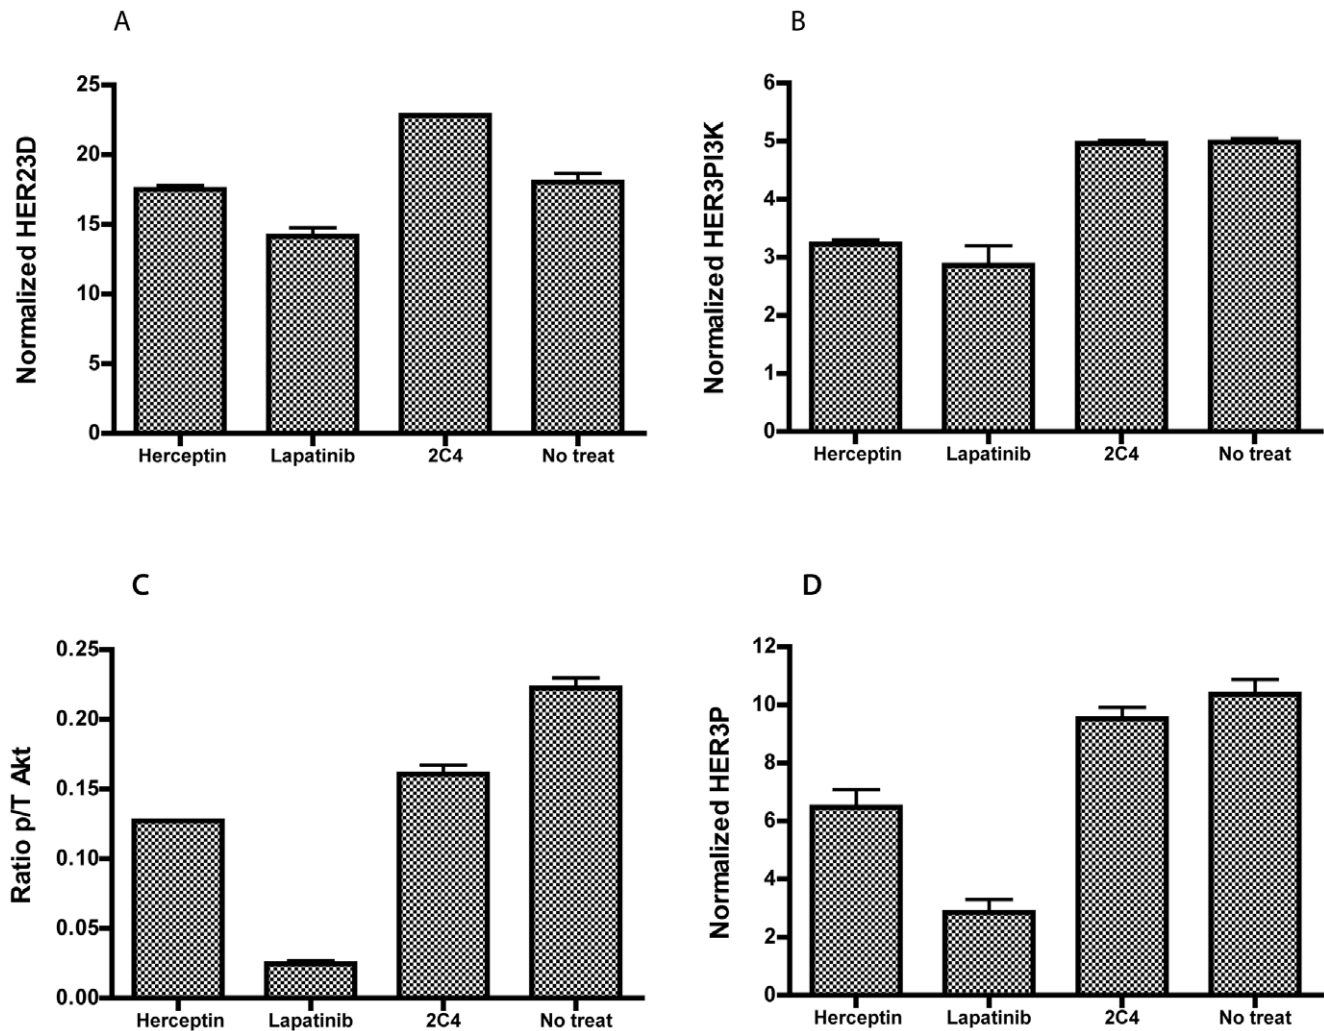 A
Normalized HER23D
25
20
15
10
5
0
Herceptin Lapatinib 2C4 No treat
B
Normalized HER3PI3K
6
5
4
3
2
1
0
Herceptin Lapatinib 2C4 No treat
C
Ratio p/T Akt
0.25
0.20
0.15
0.10
0.05
0.00
Herceptin Lapatinib 2C4 No treat
D
Normalized HER3P
12
10
8
6
4
2
0
Herceptin Lapatinib 2C4 No treat